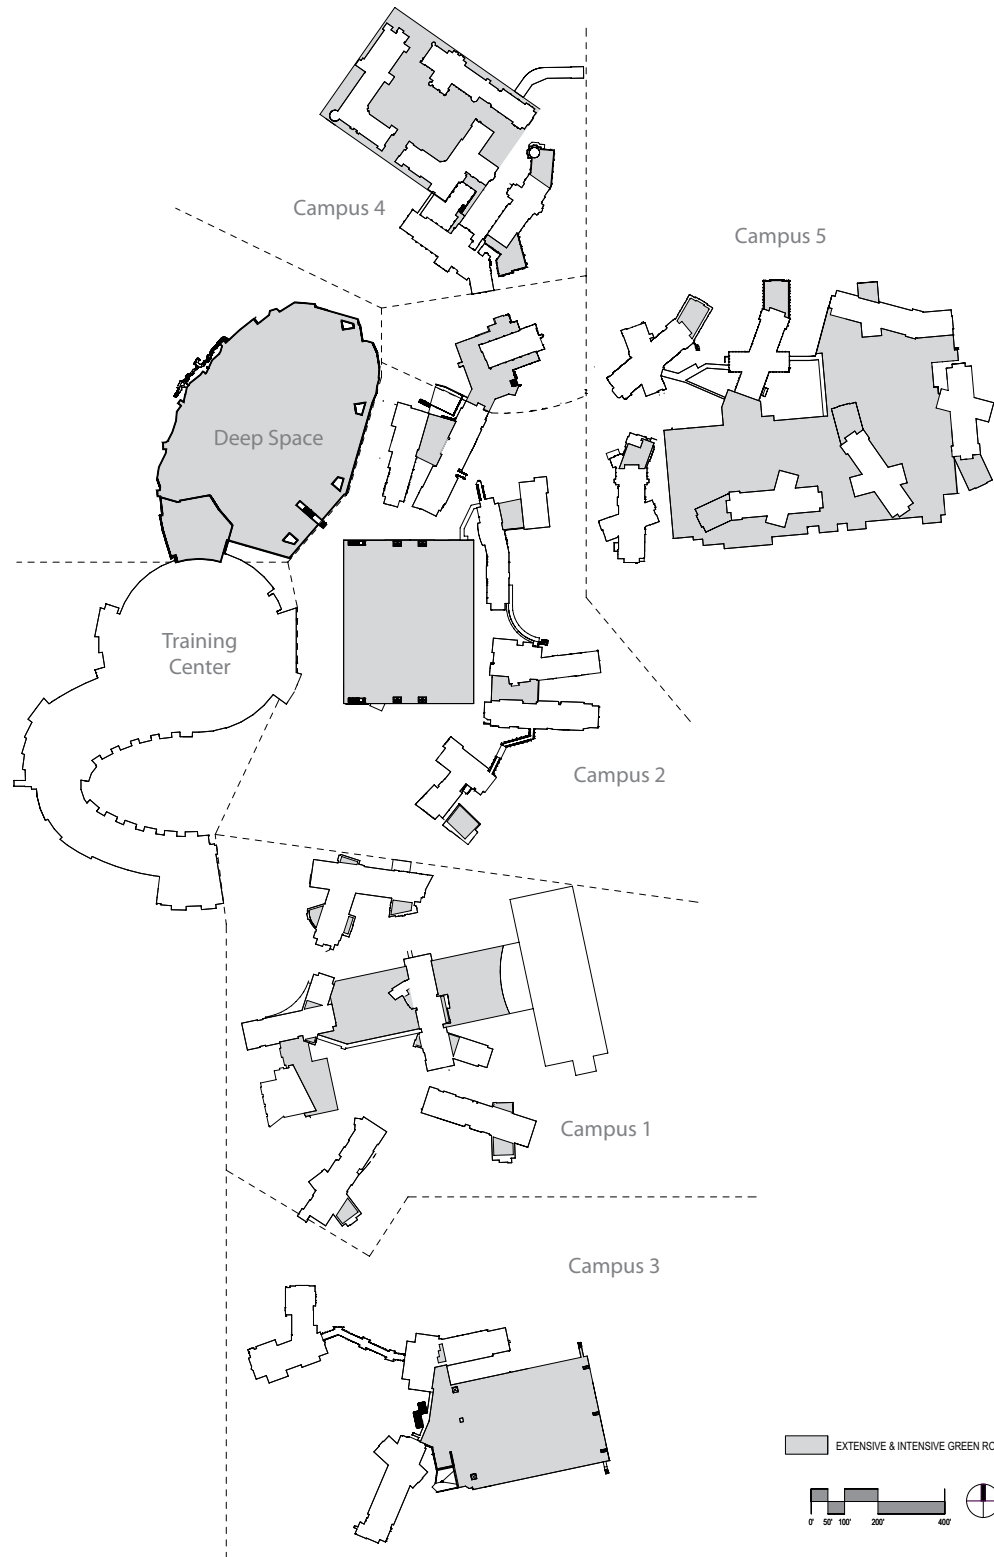 Campus 4
Campus 5
Deep Space
Training
Center
Campus 2
Campus 1
Campus 3
EXTENSIVE & INTENSIVE GREEN RO
0' 50' 100' 200' 400'